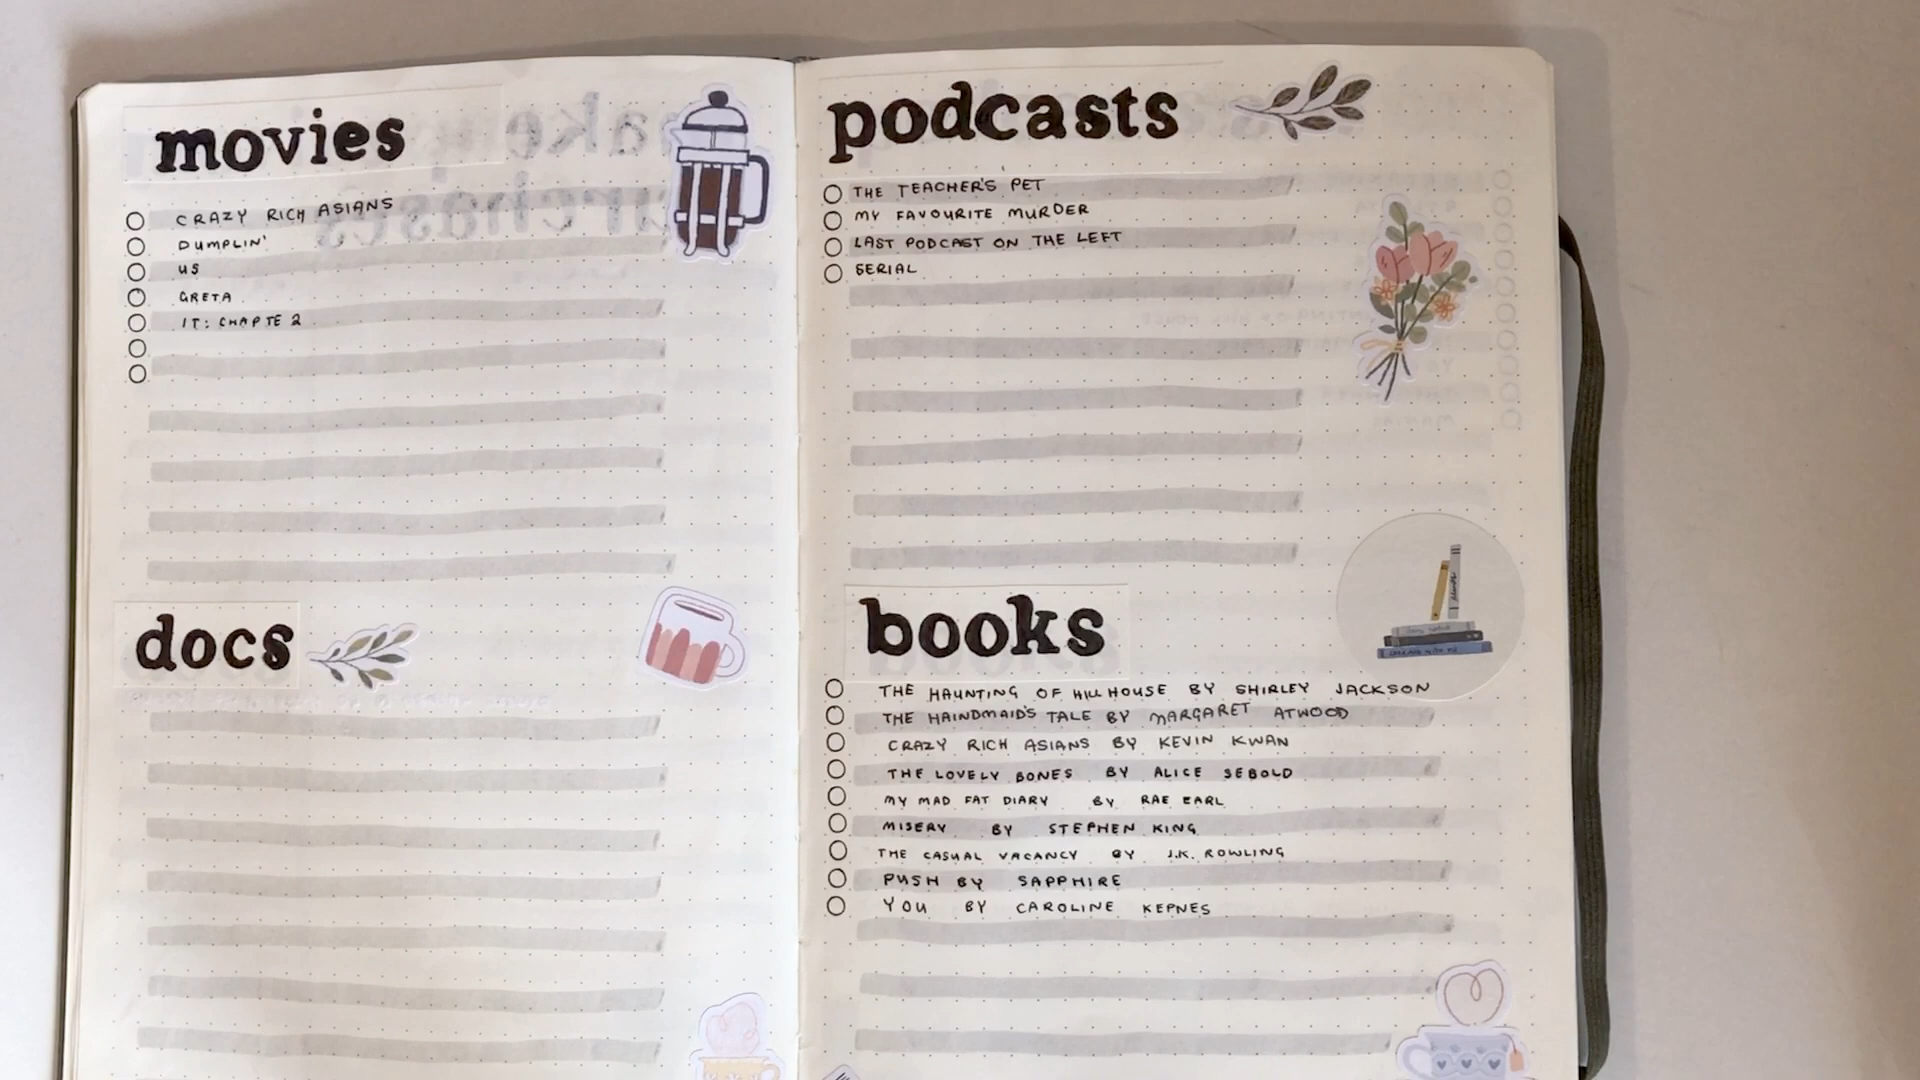 movies
CRAZY RICH ASIANS
DUMPLIN'
US
GRETA
IT: CHAPTE 2
docs
podcasts
THE TEACHER'S PET
MY FAVOURITE MURDER
LAST PODCAST ON THE LEFT
SERIAL
books
THE HAUNTING OF HILL HOUSE BY SHIRLEY JACKSON
THE HAINDMAID'S TALE BY MARGARET ATWOOD
CRAZY RICH ASIANS BY KEVIN KWAN
THE LOVELY BONES BY ALICE SEBOLD
MY MAD FAT DIARY BY RAE EARL
MISERY BY STEPHEN KING
THE CASUAL VACANCY BY J.K. ROWLING
PUSH BY SAPPHIRE
YOU BY CAROLINE KEPNES